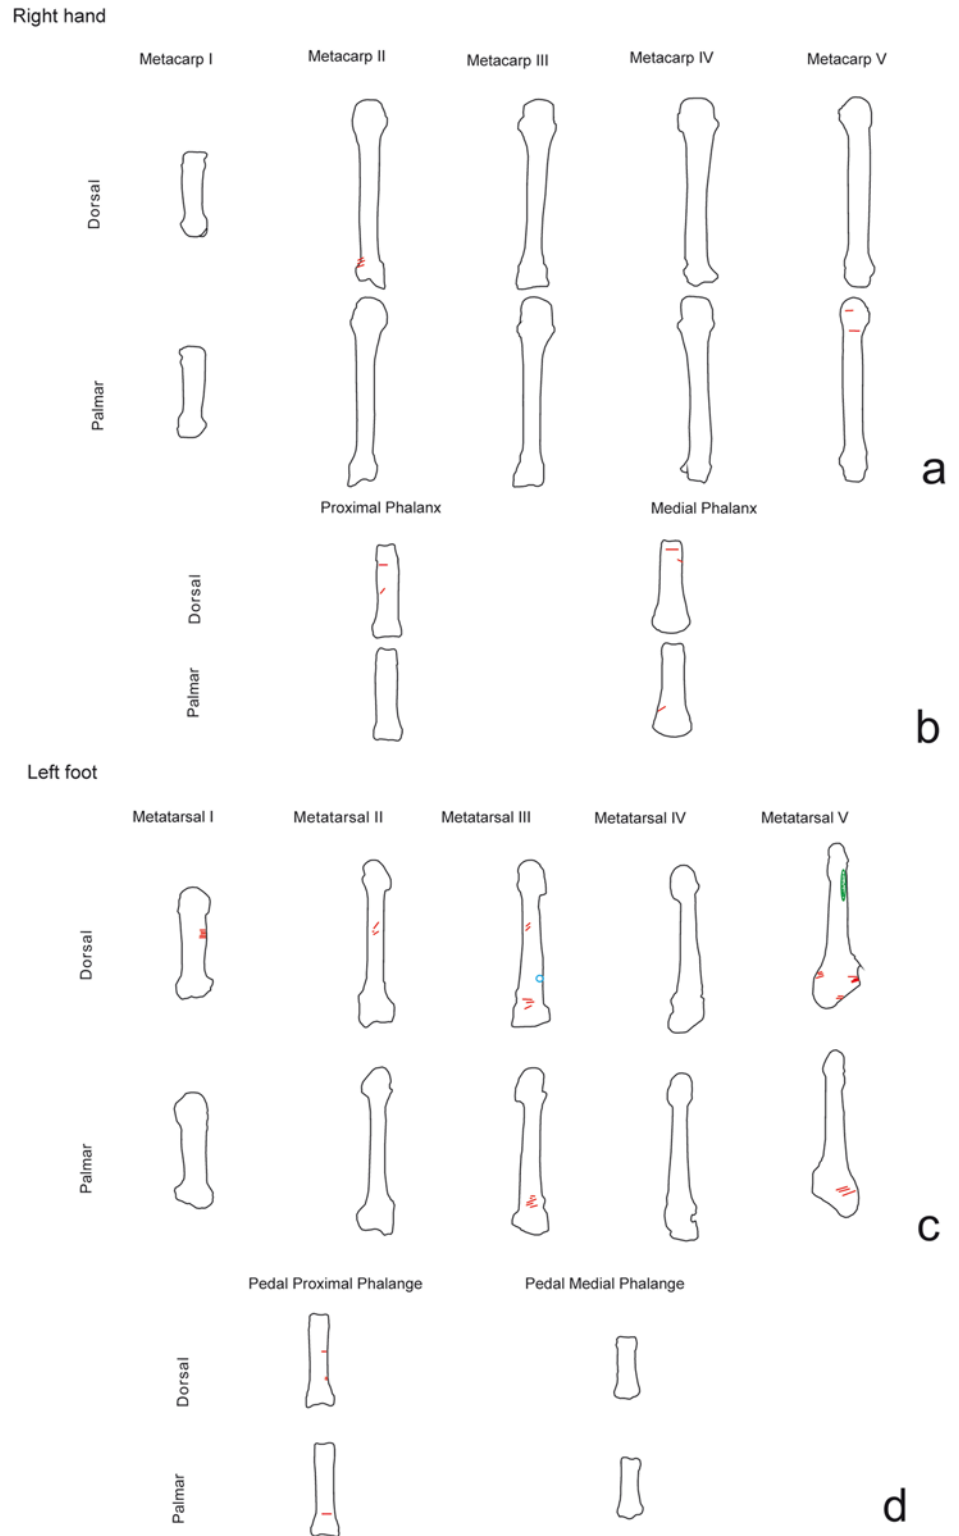 Right hand
Metacarp I Metacarp II Metacarp III Metacarp IV Metacarp V
Dorsal
Palmar
a
Proximal Phalanx Medial Phalanx
Dorsal
Palmar
b
Left foot
Metatarsal I Metatarsal II Metatarsal III Metatarsal IV Metatarsal V
Dorsal
Palmar
c
Pedal Proximal Phalange Pedal Medial Phalange
Dorsal
Palmar
d